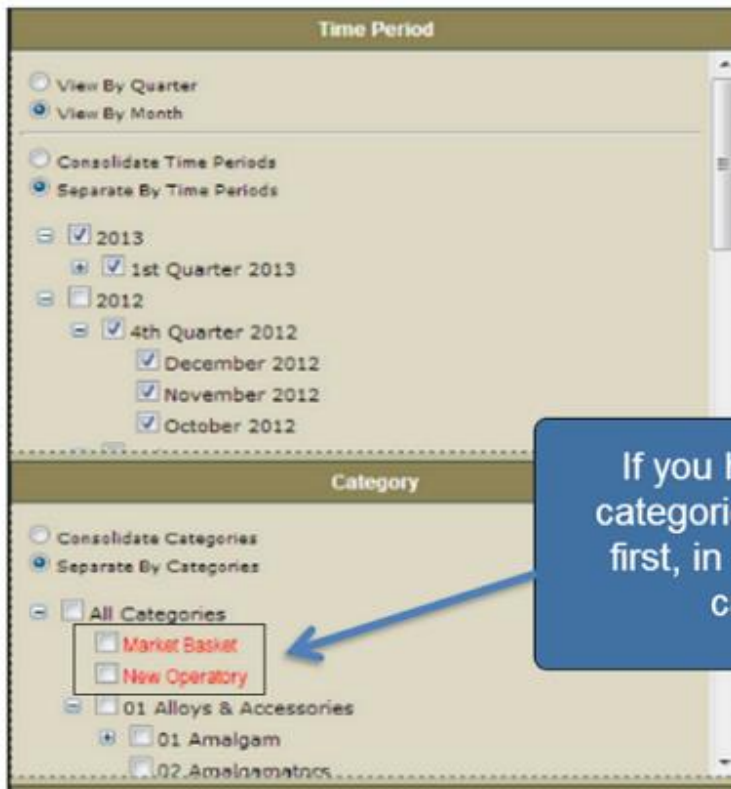 Time Period
View By Quarter
View By Month
Consolidate Time Periods
Separate By Time Periods
2013
1st Quarter 2013
2012
4th Quarter 2012
December 2012
November 2012
October 2012
Category
Consolidate Categories
Separate By Categories
All Categories
Market Basket
New Operatory
01 Alloys & Accessories
01 Amalgam
02 Amalgamators
If you
first, in